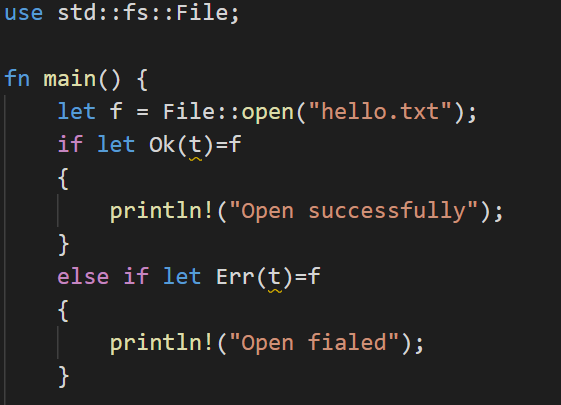 use std::fs::File;
fn main() {
    let f = File::open("hello.txt");
    if let Ok(t)=f
    {
        println!("Open successfully");
    }
    else if let Err(t)=f
    {
        println!("Open fialed");
    }